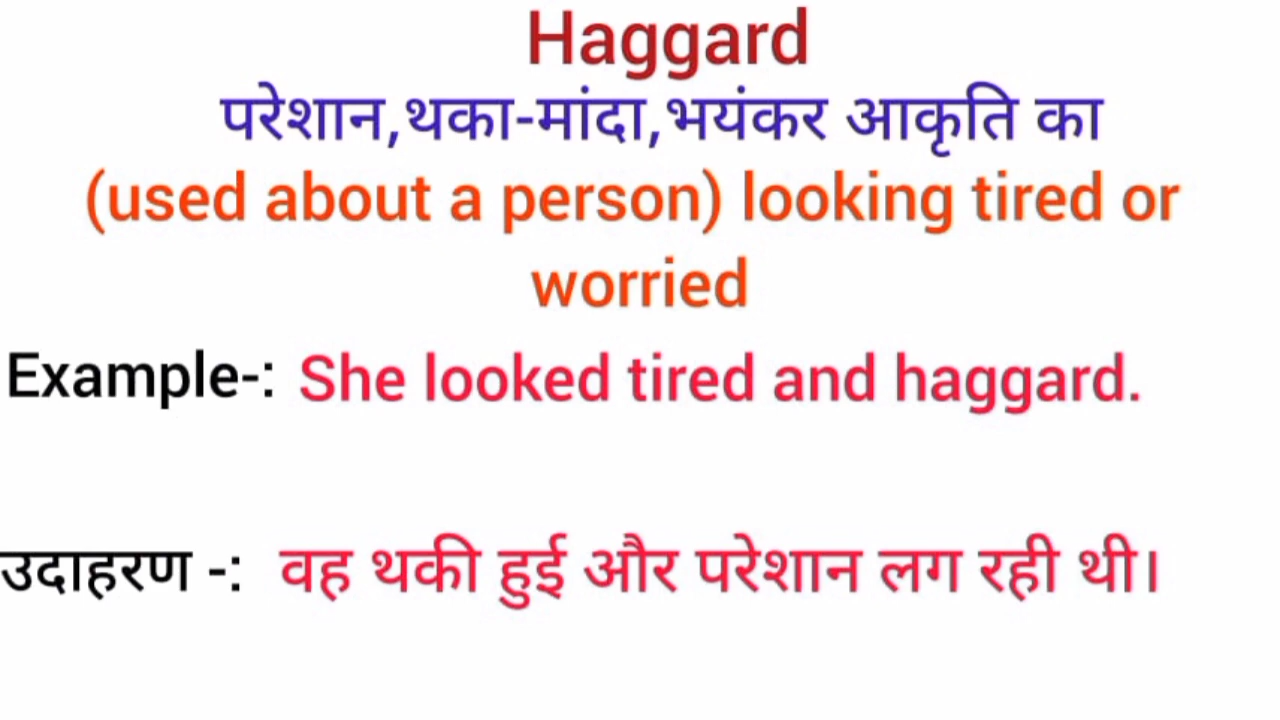 Haggard
परेशान,थका-मांदा,भयंकर आकृति का
(used about a person) looking tired or
worried
Example-: She looked tired and haggard.
उदाहरण -: वह थकी हुई और परेशान लग रही थी।